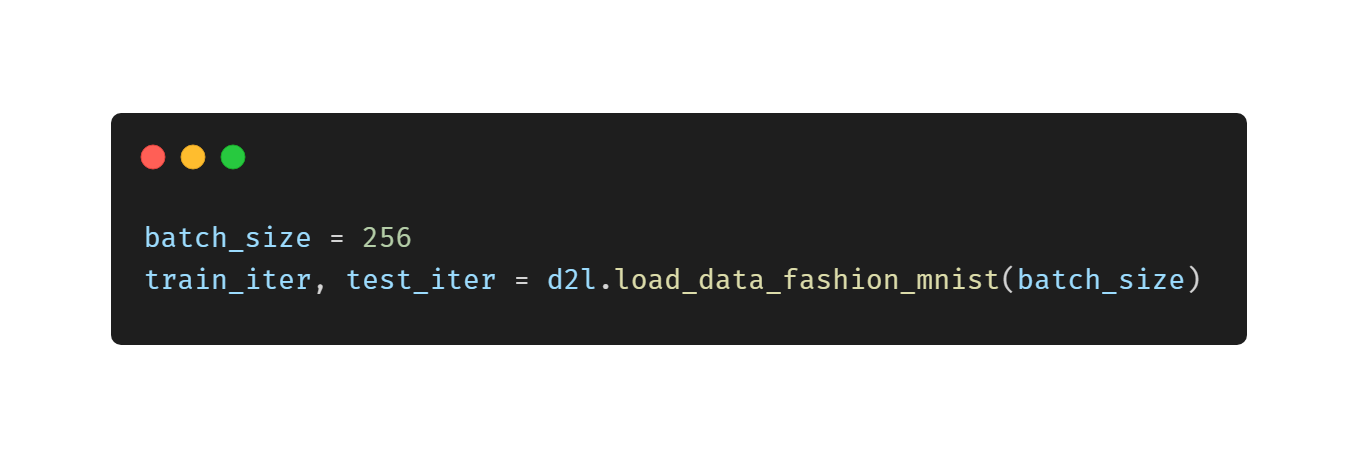 batch_size = 256
train_iter, test_iter = d2l.load_data_fashion_mnist(batch_size)